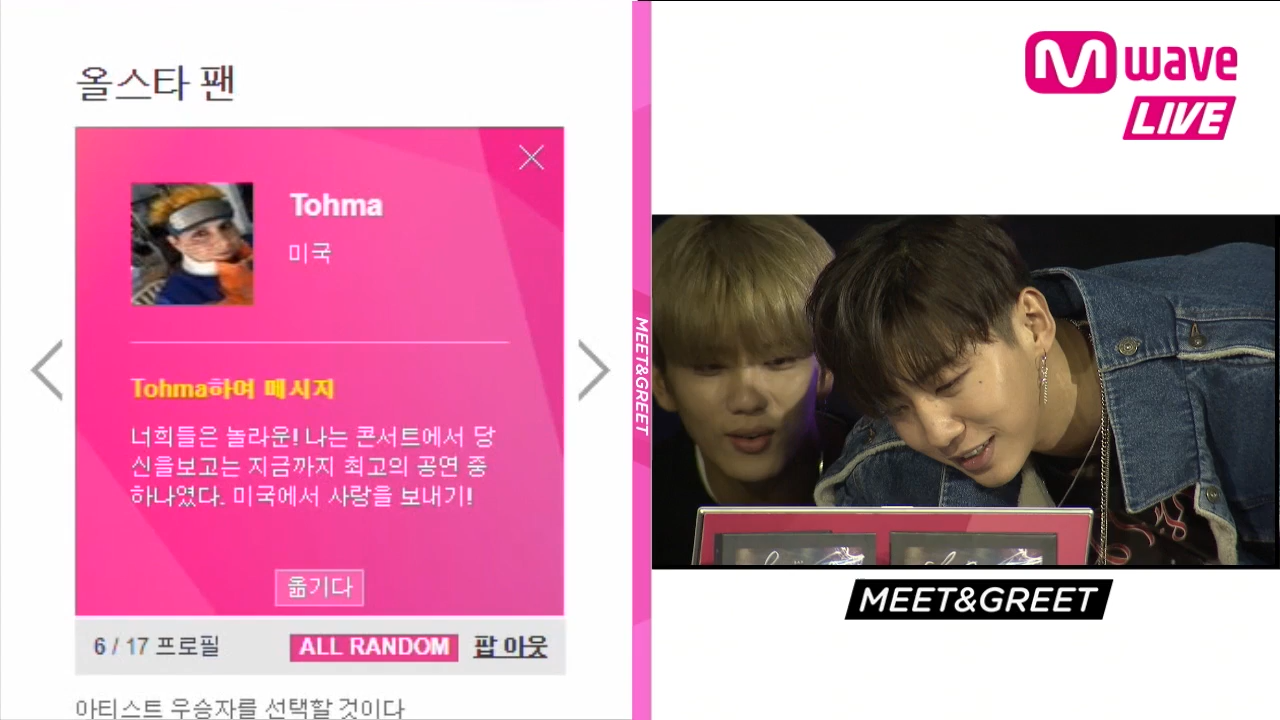 올스타 팬
Tohma
미국
Tohma하여 메시지
너희들은 놀라운! 나는 콘서트에서 당
신을보고는 지금까지 최고의 공연 중
하나였다. 미국에서 사랑을 보내기!
옮기다
6 / 17 프로필
ALL RANDOM
팝 아웃
아티스트 우승자를 선택할 것이다
MEET&GREET
M wave
LIVE
MEET&GREET